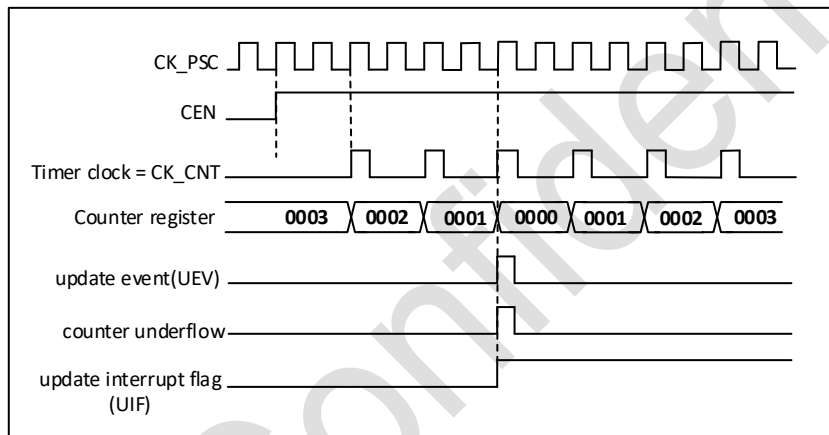 CK_PSC
CEN
Timer clock = CK_CNT
Counter register 0003 0002 0001 0000 0001 0002 0003
update event(UEV)
counter underflow
update interrupt flag
(UIF)
Confident